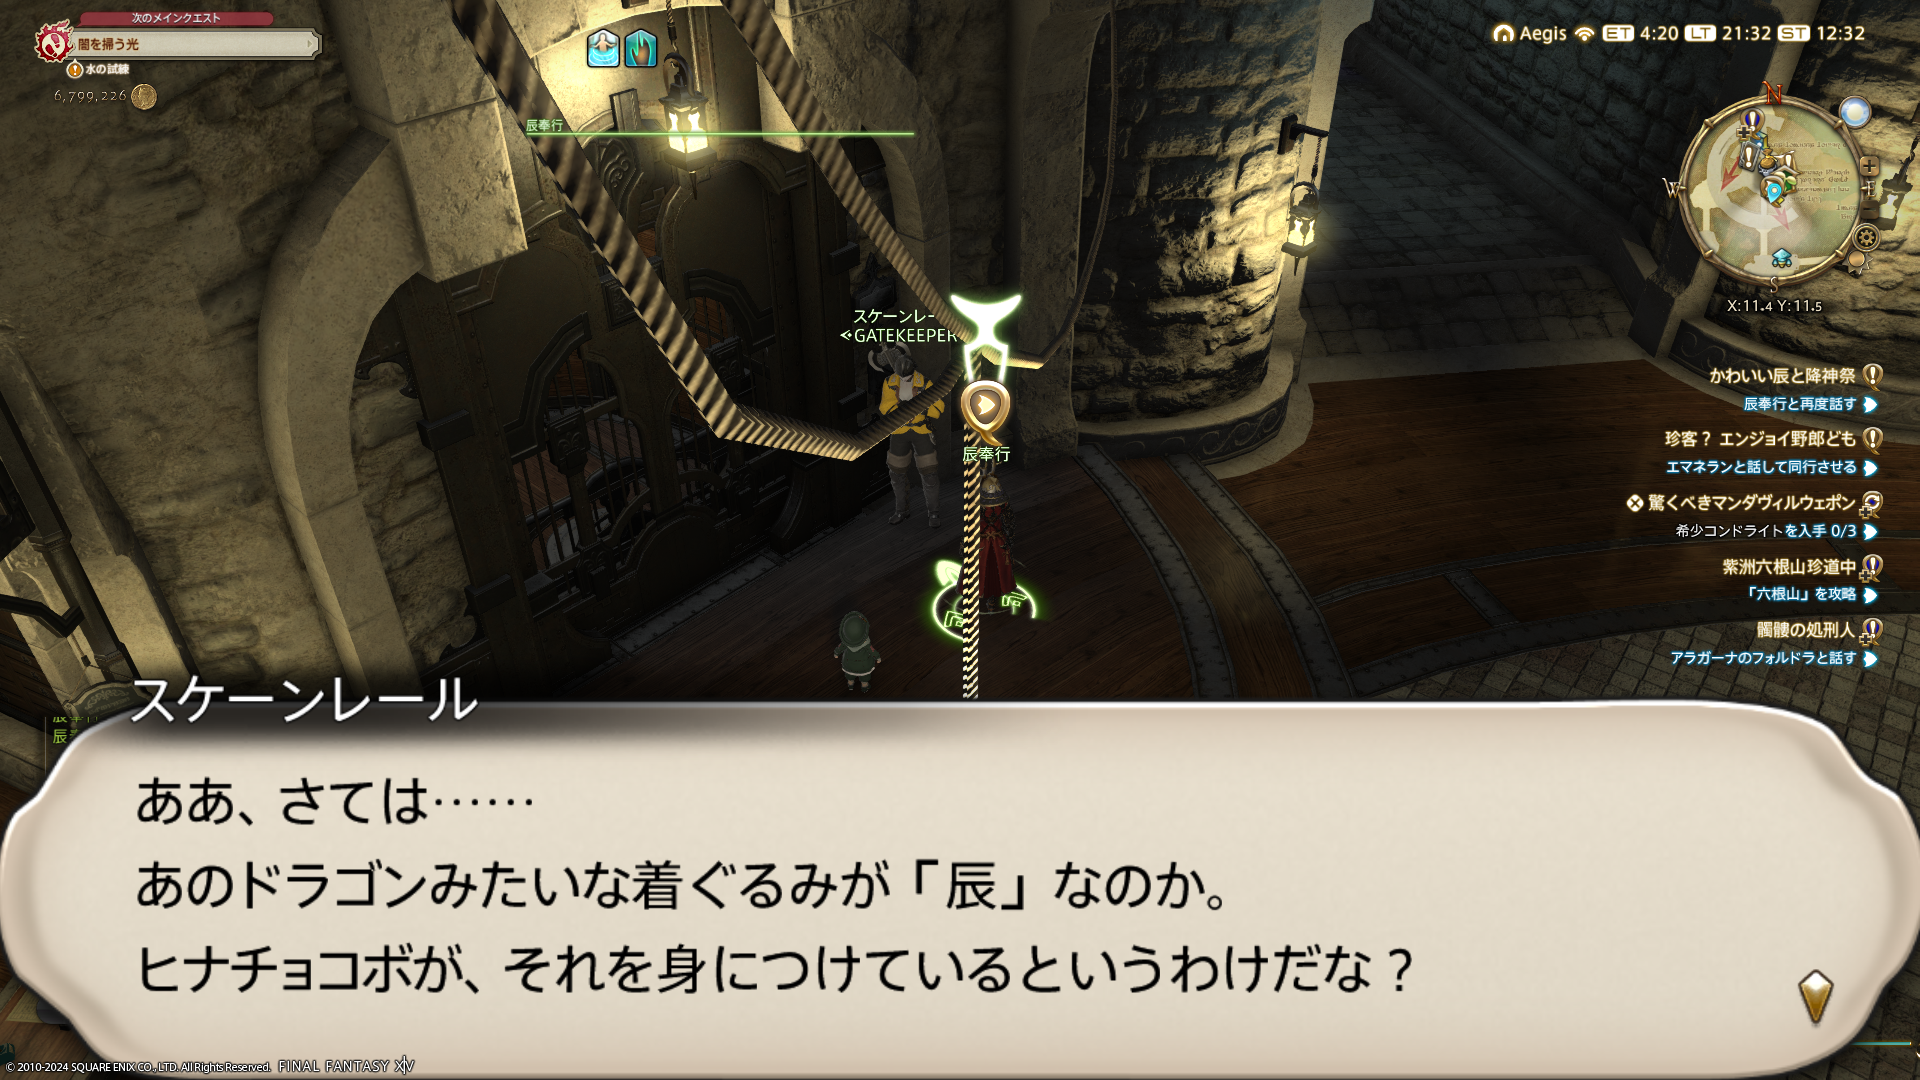 次のメインクエスト
闇を掃う光
水の試練
6,799,226
Aegis ET 4:20 LT 21:32 ST 12:32
N
W
E
S
X:11.4 Y:11.5
辰奉行
スケーンレー
GATEKEEPER
辰奉行
かわいい辰と降神祭
辰奉行と再度話す
珍客？ エンジョイ野郎ども
エマネランと話して同行させる
驚くべきマンダヴィルウェポン
希少コンドライトを入手 0/3
紫洲六根山珍道中
「六根山」を攻略
髑髏の処刑人
アラガーナのフォルドラと話す
スケーンレール
ああ、さては……
あのドラゴンみたいな着ぐるみが「辰」なのか。
ヒナチョコボが、それを身につけているというわけだな？
© 2010-2024 SQUARE ENIX CO., LTD. All Rights Reserved. FINAL FANTASY XIV